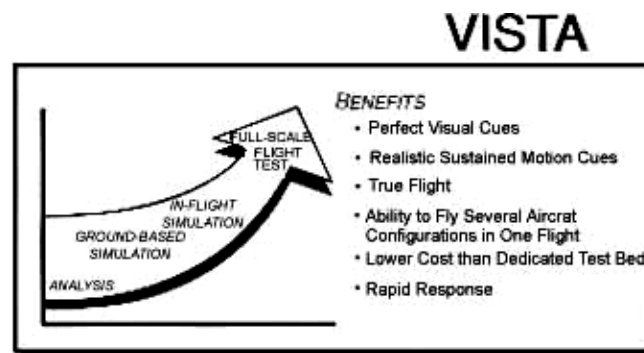 VISTA
BENEFITS
• Perfect Visual Cues
• Realistic Sustained Motion Cues
• True Flight
• Ability to Fly Several Aircrat
Configurations in One Flight
• Lower Cost than Dedicated Test Bed
• Rapid Response
FULL-SCALE
FLIGHT
TEST
IN-FLIGHT
SIMULATION
GROUND-BASED
SIMULATION
ANALYSIS